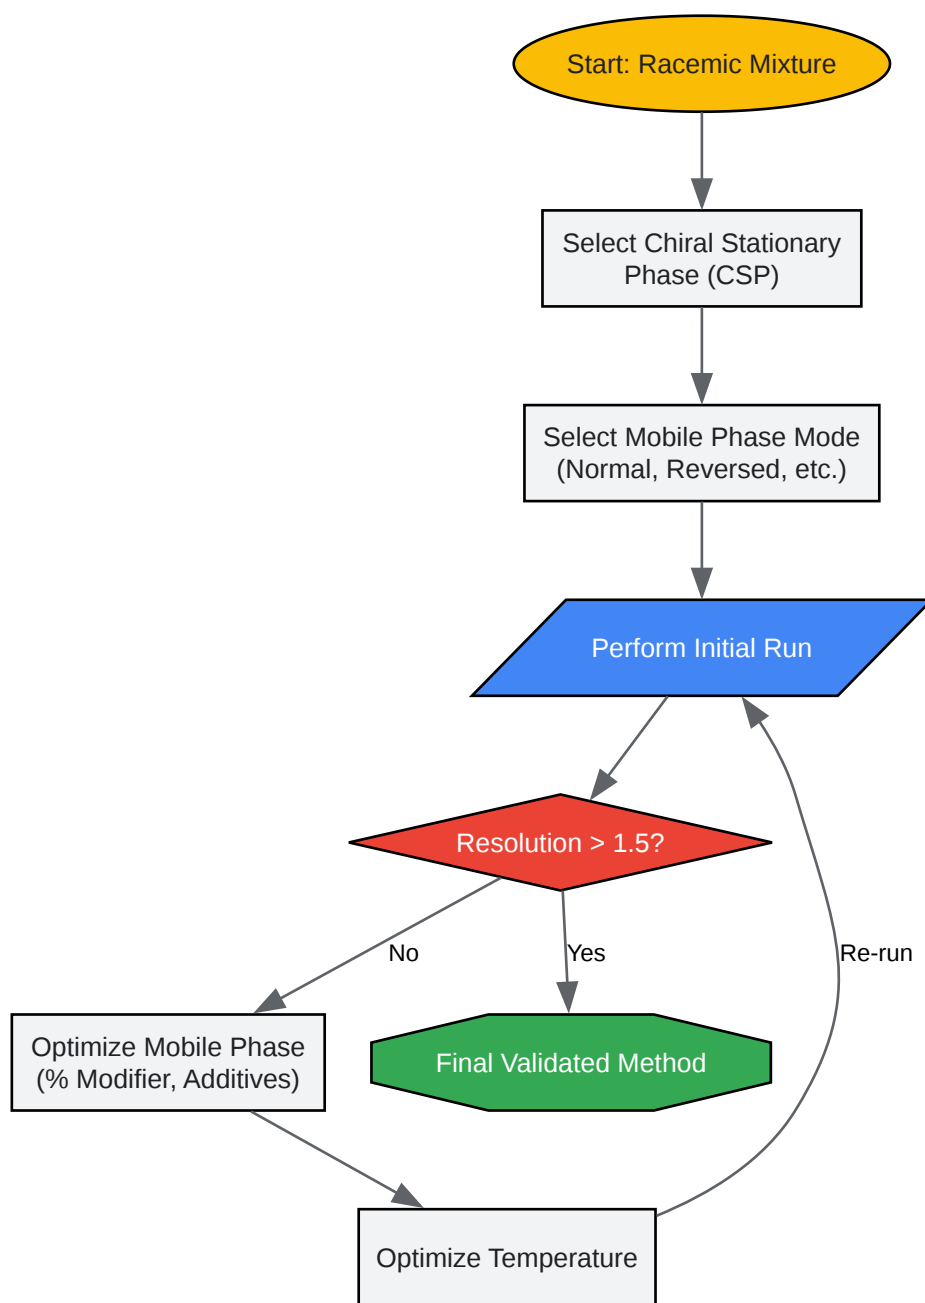 Start: Racemic Mixture
Select Chiral Stationary
Phase (CSP)
Select Mobile Phase Mode
(Normal, Reversed, etc.)
Perform Initial Run
Resolution > 1.5?
No
Yes
Re-run
Optimize Mobile Phase
(% Modifier, Additives)
Final Validated Method
Optimize Temperature